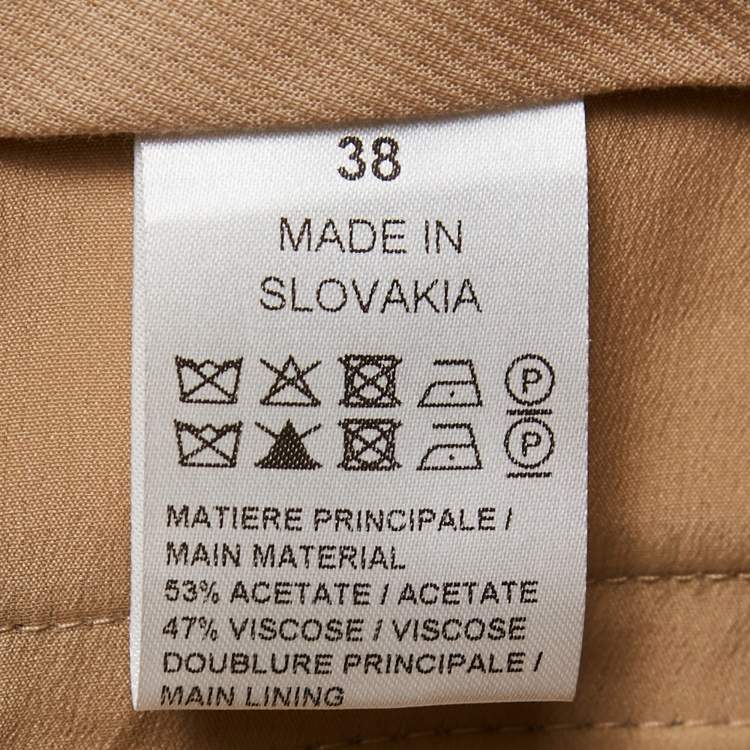 38
MADE IN
SLOVAKIA
P
P
MATIERE PRINCIPALE /
MAIN MATERIAL
53% ACETATE / ACETATE
47% VISCOSE / VISCOSE
DOUBLURE PRINCIPALE /
MAIN LINING